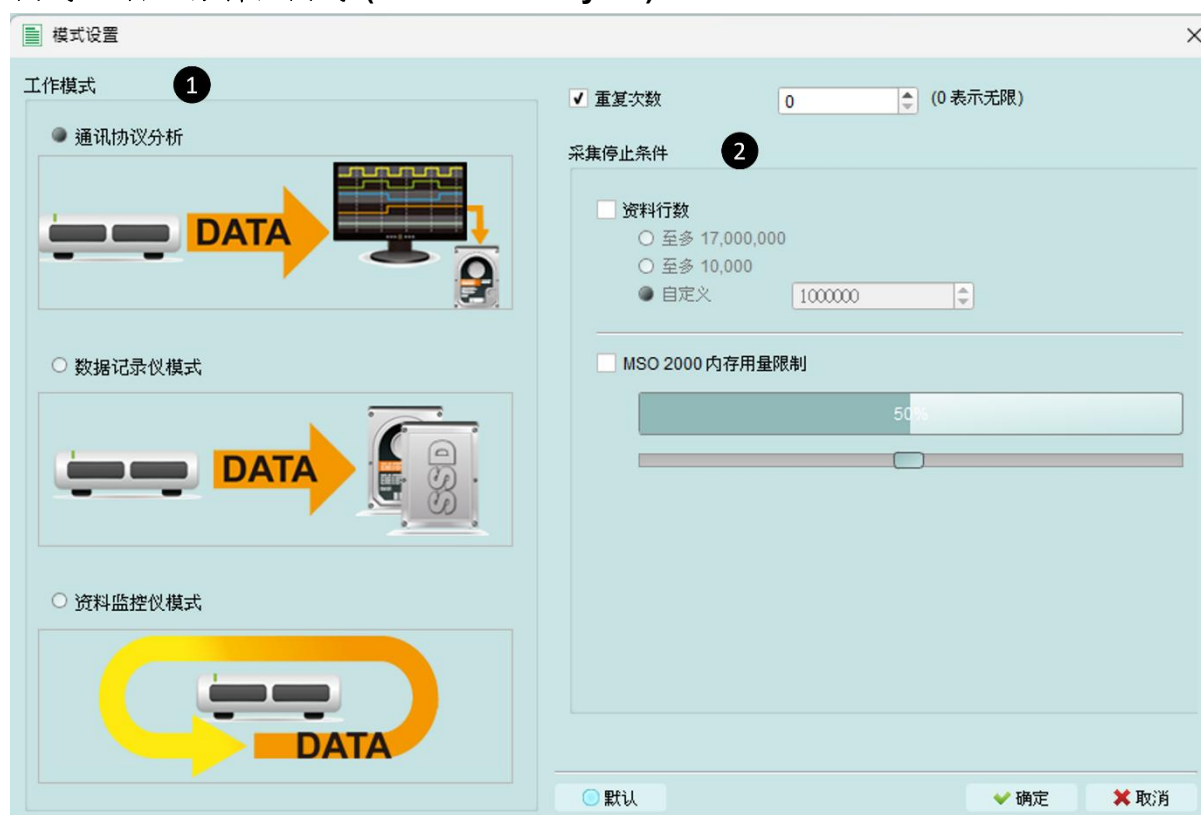 模式设置
工作模式
1
通讯协议分析
DATA
数据记录仪模式
DATA
SSD
资料监控仪模式
DATA
重复次数
0
(0 表示无限)
采集停止条件
2
资料行数
至多 17,000,000
至多 10,000
自定义
1000000
MSO 2000 内存用量限制
50%
默认
确定
取消